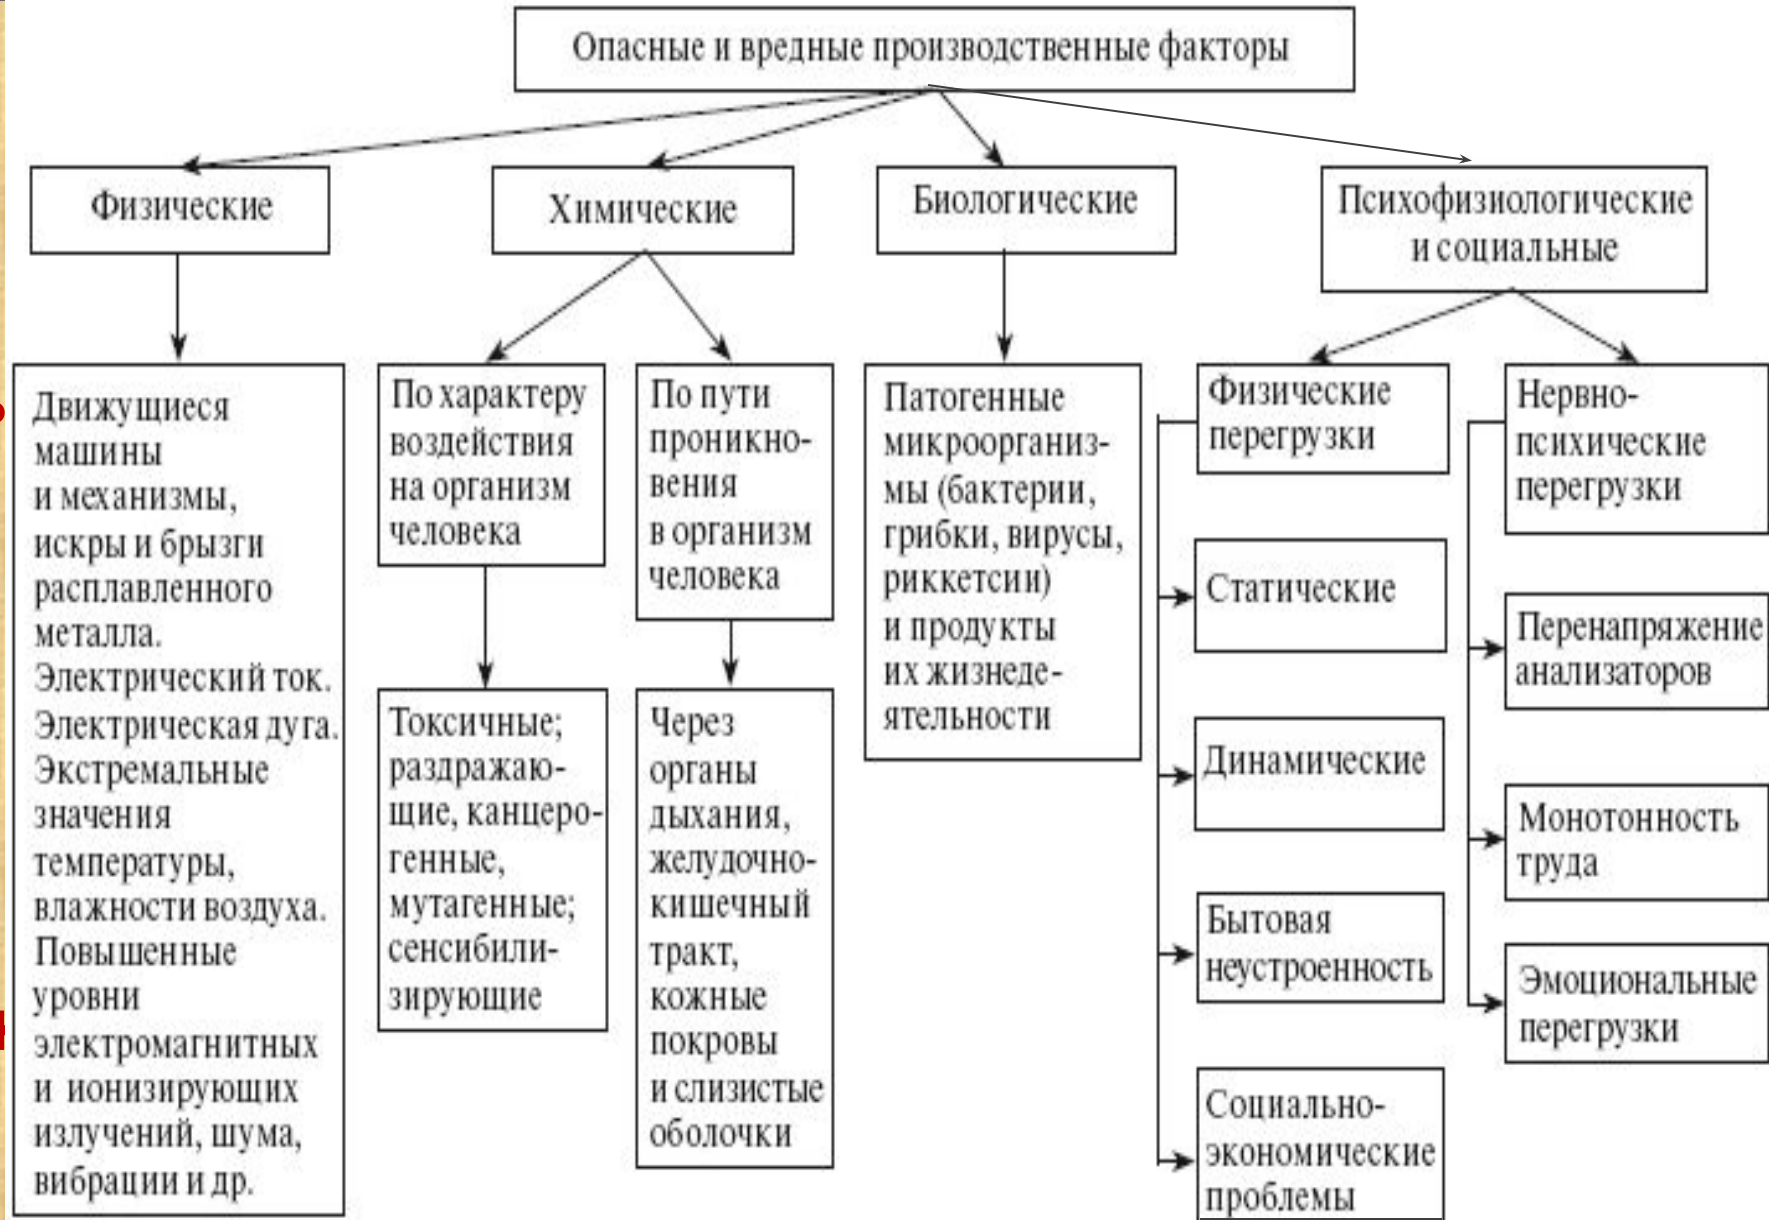 Опасные и вредные производственные факторы
Физические
Химические
Биологические
Психофизиологические
и социальные
Движущиеся
машины
и механизмы,
искры и брызги
расплавленного
металла.
Электрический ток.
Электрическая дуга.
Экстремальные
значения
температуры,
влажности воздуха.
Повышенные
уровни
электромагнитных
и ионизирующих
излучений, шума,
вибрации и др.
По характеру
воздействия
на организм
человека
Токсичные;
раздражаю-
щие, канцеро-
генные,
мутагенные;
сенсибили-
зирующие
По пути
проникно-
вения
в организм
человека
Через
органы
дыхания,
желудочно-
кишечный
тракт,
кожные
покровы
и слизистые
оболочки
Патогенные
микроорганиз-
мы (бактерии,
грибки, вирусы,
риккетсии)
и продукты
их жизнеде-
ятельности
Физические
перегрузки
Статические
Динамические
Бытовая
неустроенность
Социально-
экономические
проблемы
Нервно-
психические
перегрузки
Перенапряжение
анализаторов
Монотонность
труда
Эмоциональные
перегрузки